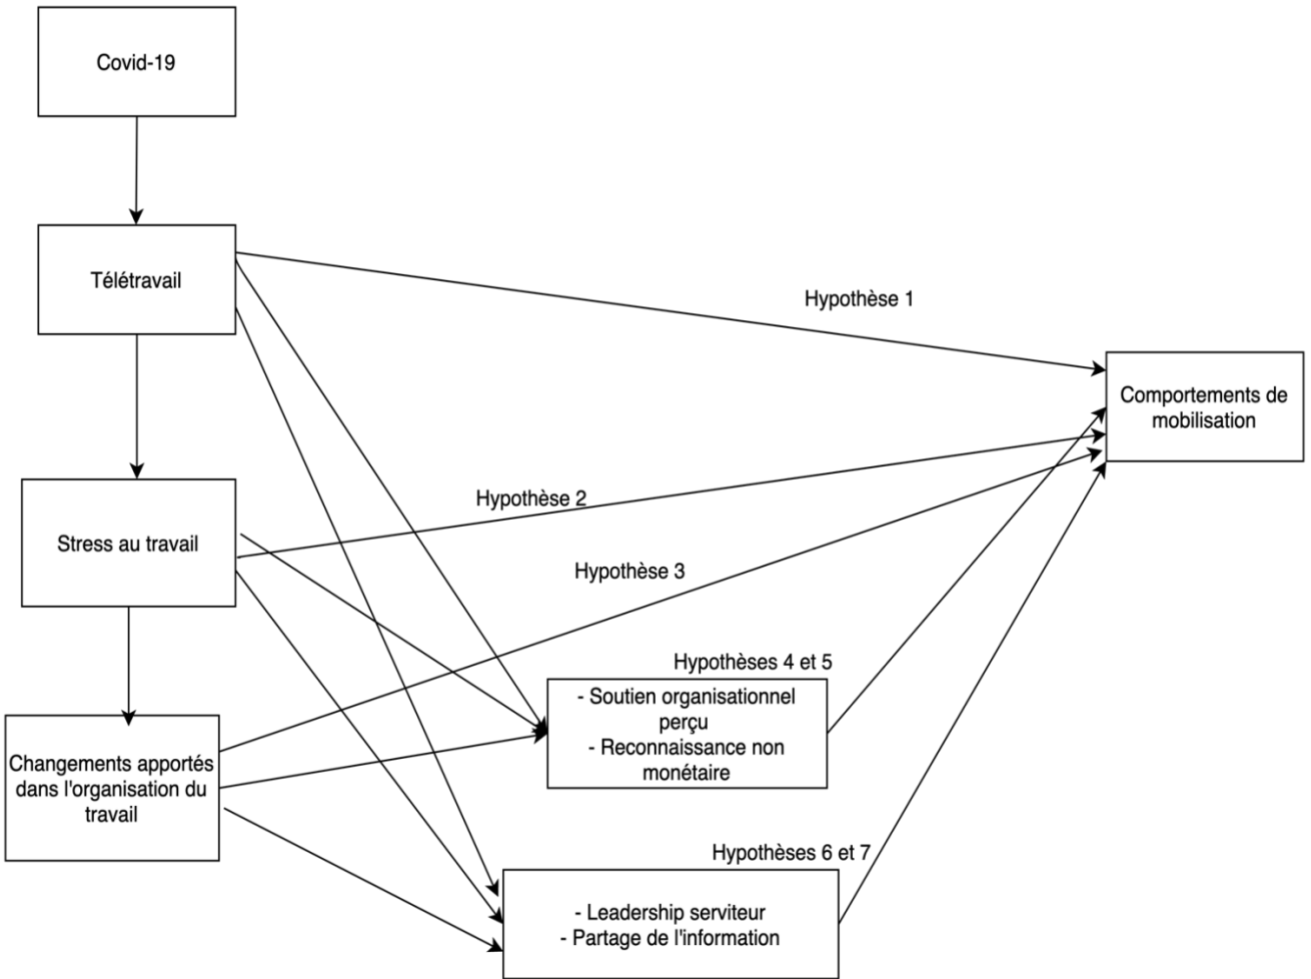 Covid-19
Télétravail
Hypothèse 1
Comportements de
mobilisation
Hypothèse 2
Stress au travail
Hypothèse 3
Hypothèses 4 et 5
- Soutien organisationnel
perçu
- Reconnaissance non
monétaire
Changements apportés
dans l'organisation du
travail
Hypothèses 6 et 7
- Leadership serviteur
- Partage de l'information